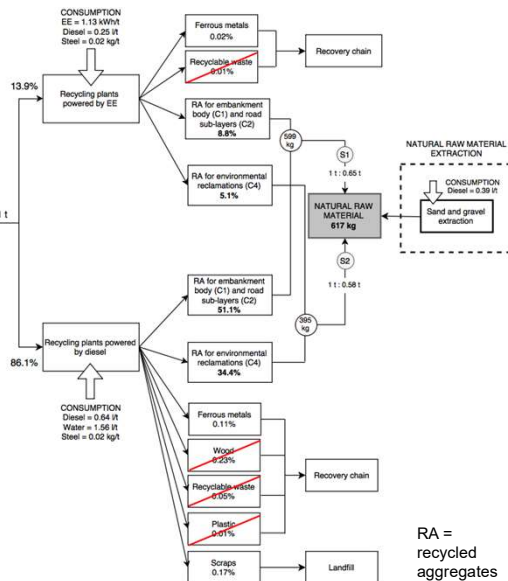 CONSUMPTION
EE = 1.13 kWh/t
Diesel = 0.25 l/t
Steel = 0.02 kg/t
13.9%
Recycling plants
powered by EE
Ferrous metals
0.02%
Recyclable waste
0.01%
Recovery chain
RA for embankment
body (C1) and road
sub-layers (C2)
8.8%
RA for environmental
reclamations (C4)
5.1%
599
kg
S1
1 t : 0.65 t
NATURAL RAW
MATERIAL
617 kg
NATURAL RAW MATERIAL
EXTRACTION
CONSUMPTION
Diesel = 0.39 l/t
Sand and gravel
extraction
1 t
S2
1 t : 0.58 t
395
kg
RA for embankment
body (C1) and road
sub-layers (C2)
51.1%
RA for environmental
reclamations (C4)
34.4%
Recycling plants powered
by diesel
86.1%
CONSUMPTION
Diesel = 0.64 l/t
Water = 1.56 l/t
Steel = 0.02 kg/t
Ferrous metals
0.11%
Wood
0.23%
Recyclable waste
0.05%
Plastic
0.01%
Recovery chain
Scraps
0.17%
Landfill
RA =
recycled
aggregates